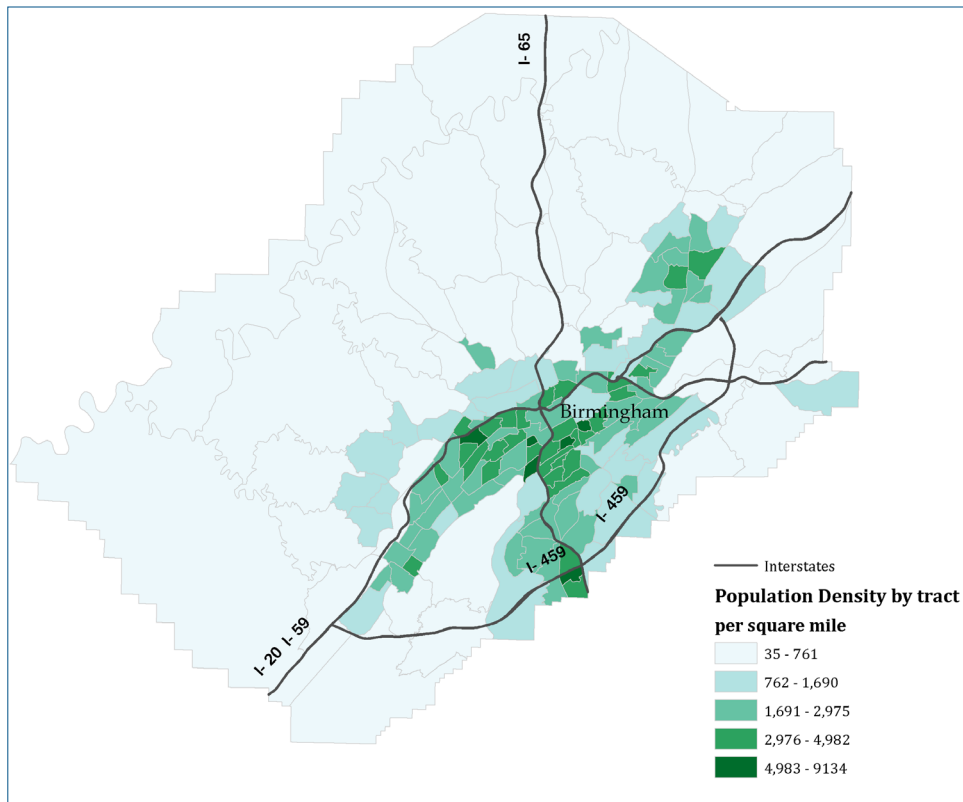 I- 65
Birmingham
I- 459
I- 459
I- 20 I- 59
Interstates
Population Density by tract
per square mile
35 - 761
762 - 1,690
1,691 - 2,975
2,976 - 4,982
4,983 - 9134